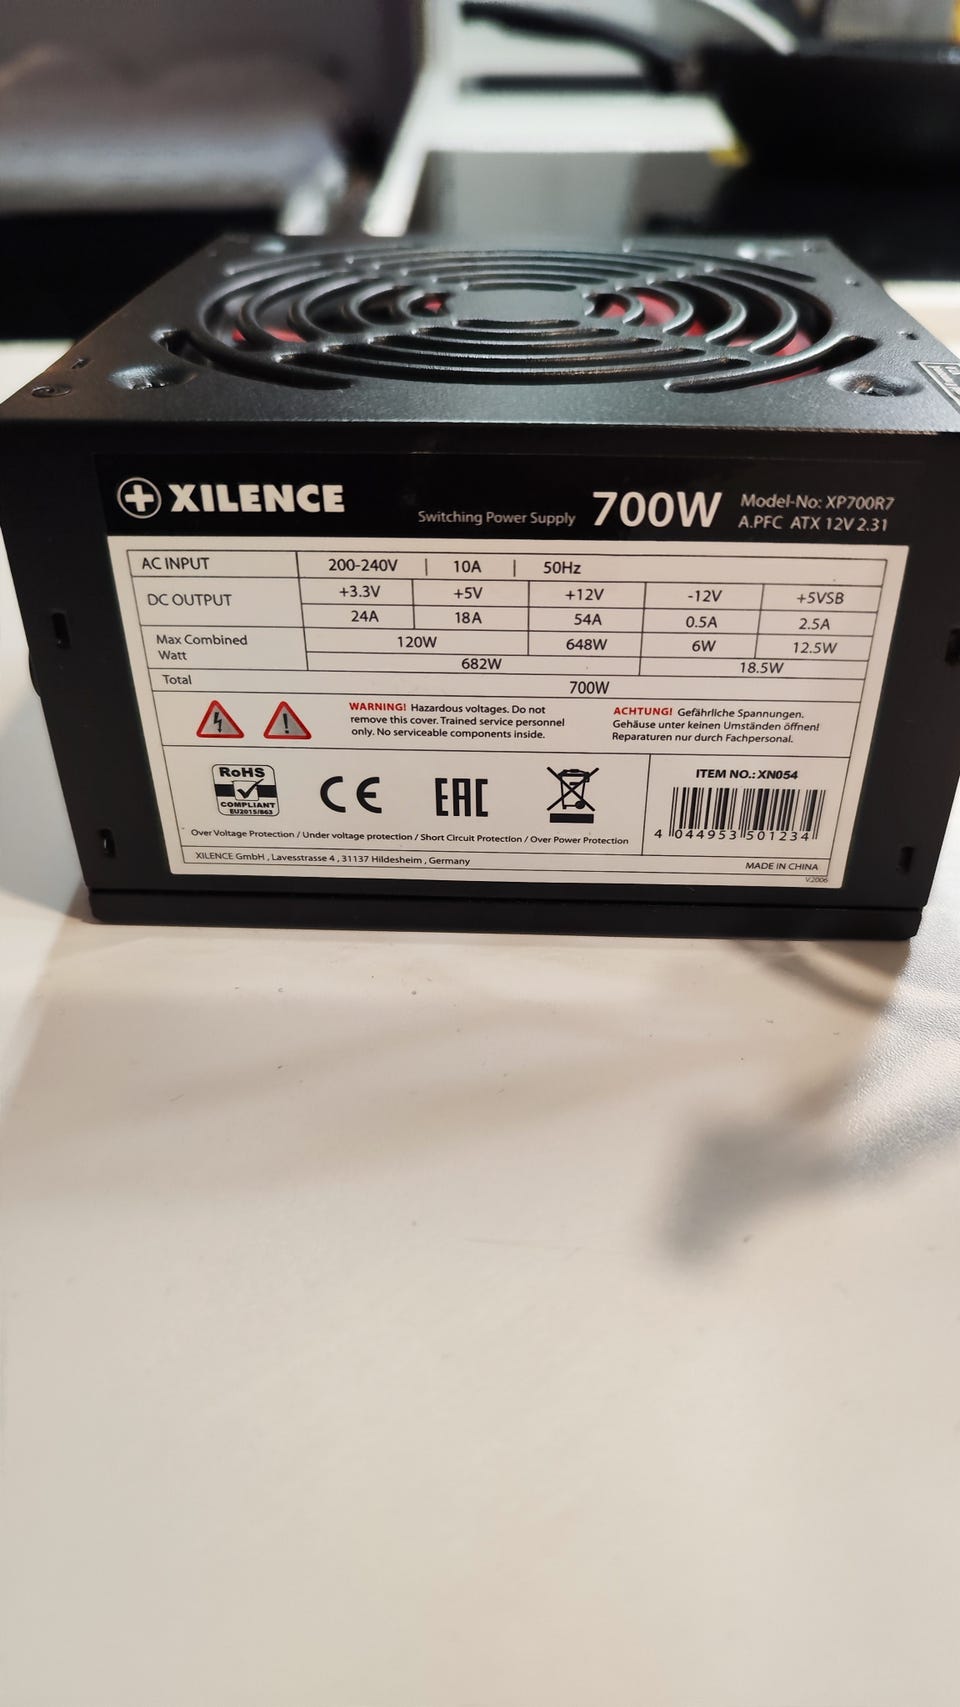 XILENCE
Switching Power Supply 700W Model-No: XP700R7
A.PFC ATX 12V 2.31
AC INPUT 200-240V | 10A | 50Hz
DC OUTPUT +3.3V +5V +12V -12V +5VSB
24A 18A 54A 0.5A 2.5A
Max Combined Watt 120W 648W 6W 12.5W
682W 18.5W
Total 700W
WARNING! Hazardous voltages. Do not
remove this cover. Trained service personnel
only. No serviceable components inside.
ACHTUNG! Gefährliche Spannungen.
Gehäuse unter keinen Umständen öffnen!
Reparaturen nur durch Fachpersonal.
RoHS
COMPLIANT
EU2015/863
CE
EAC
ITEM NO.: XN054
4 044953 501234
Over Voltage Protection / Under voltage protection / Short Circuit Protection / Over Power Protection
XILENCE GmbH , Lavesstrasse 4 , 31137 Hildesheim , Germany
MADE IN CHINA
V.2006